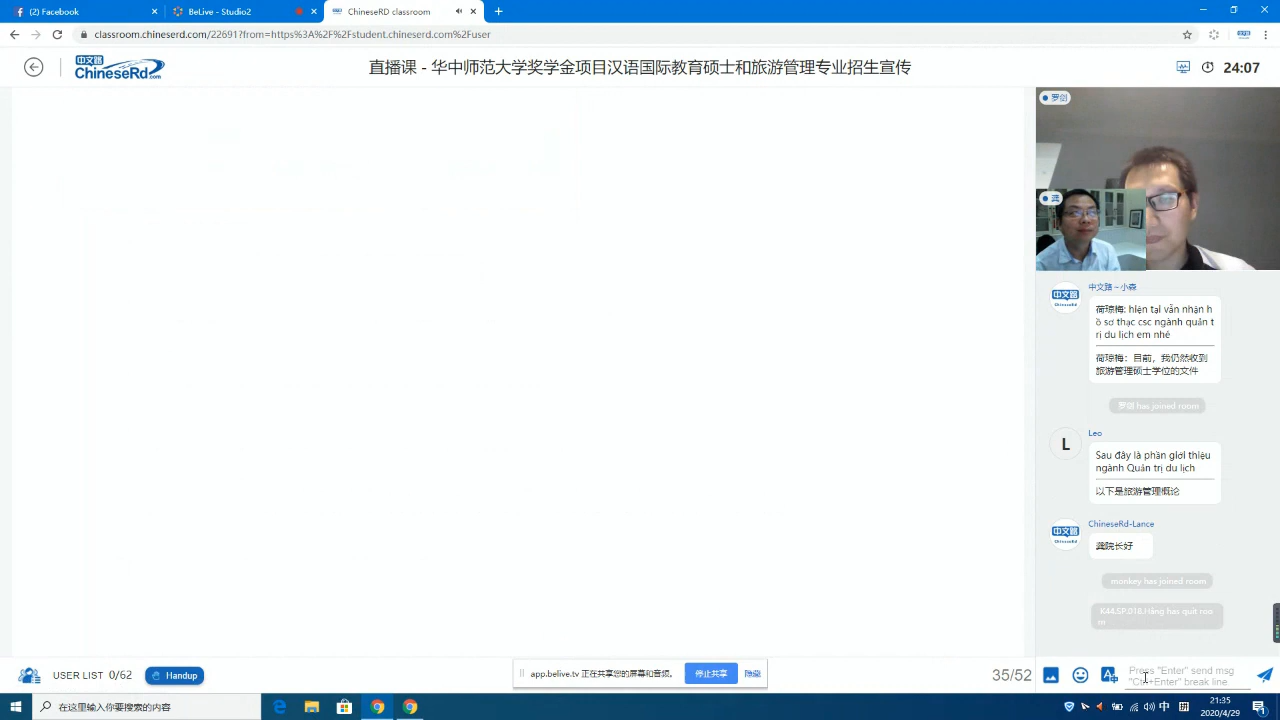 (2) Facebook
BeLive - Studio2
ChineseRD classroom
classroom.chineserd.com/22691?from=https%3A%2F%2Fstudent.chineserd.com%2Fuser
中文路
ChineseRd.com
直播课 - 华中师范大学奖学金项目汉语国际教育硕士和旅游管理专业招生宣传
24:07
罗剑
龚
中文路～小森
荷琼梅: hiện tại vẫn nhận h
ồ sơ thạc csc ngành quản t
rị du lịch em nhé
荷琼梅：目前，我仍然收到
旅游管理硕士学位的文件
罗剑 has joined room
L
Leo
Sau đây là phần giới thiệu
ngành Quản trị du lịch
以下是旅游管理概论
ChineseRd-Lance
中文路
ChineseRd
龚院长好
monkey has joined room
K44.SP.018.Hằng has quit roo
m
USER LIST 0/62
Handup
app.belive.tv 正在共享您的屏幕和音频。
停止共享
隐藏
35/52
Press "Enter" send msg
"Ctrl+Enter" break line
在这里输入你要搜索的内容
中
21:35
2020/4/29